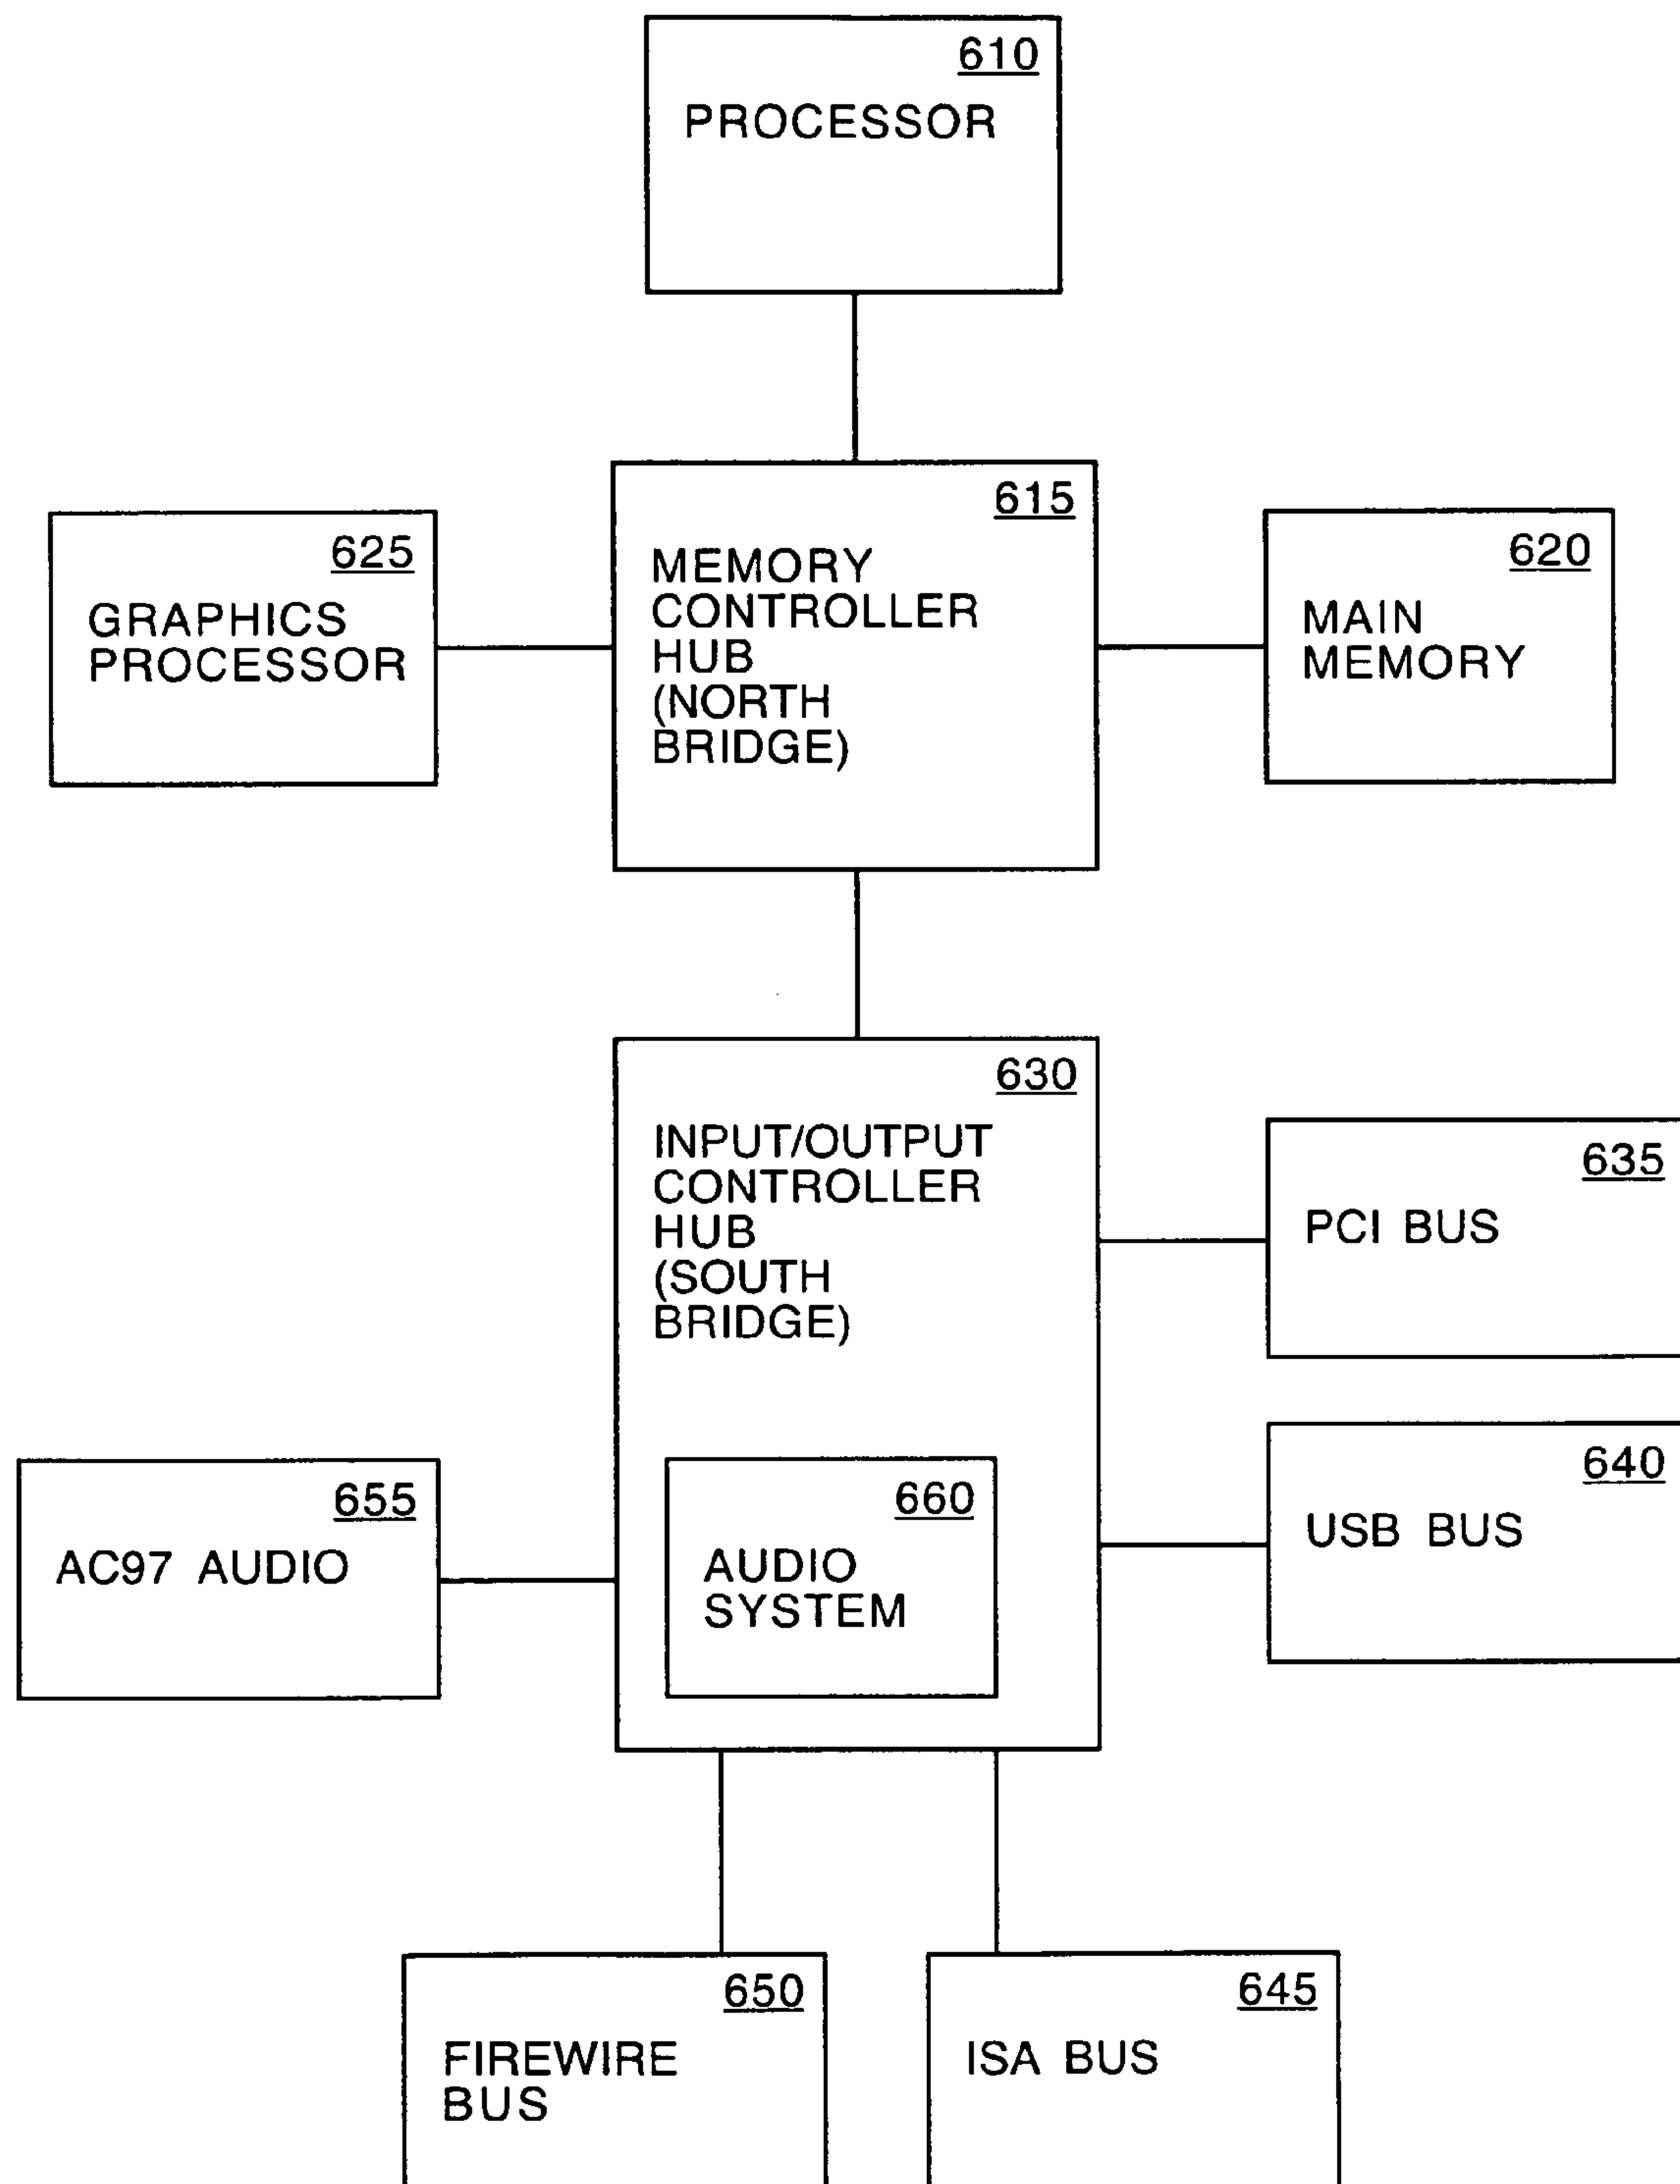 610
PROCESSOR
615
MEMORY
CONTROLLER
HUB
(NORTH
BRIDGE)
625
GRAPHICS
PROCESSOR
620
MAIN
MEMORY
630
INPUT/OUTPUT
CONTROLLER
HUB
(SOUTH
BRIDGE)
635
PCI BUS
640
USB BUS
655
AC97 AUDIO
660
AUDIO
SYSTEM
650
FIREWIRE
BUS
645
ISA BUS